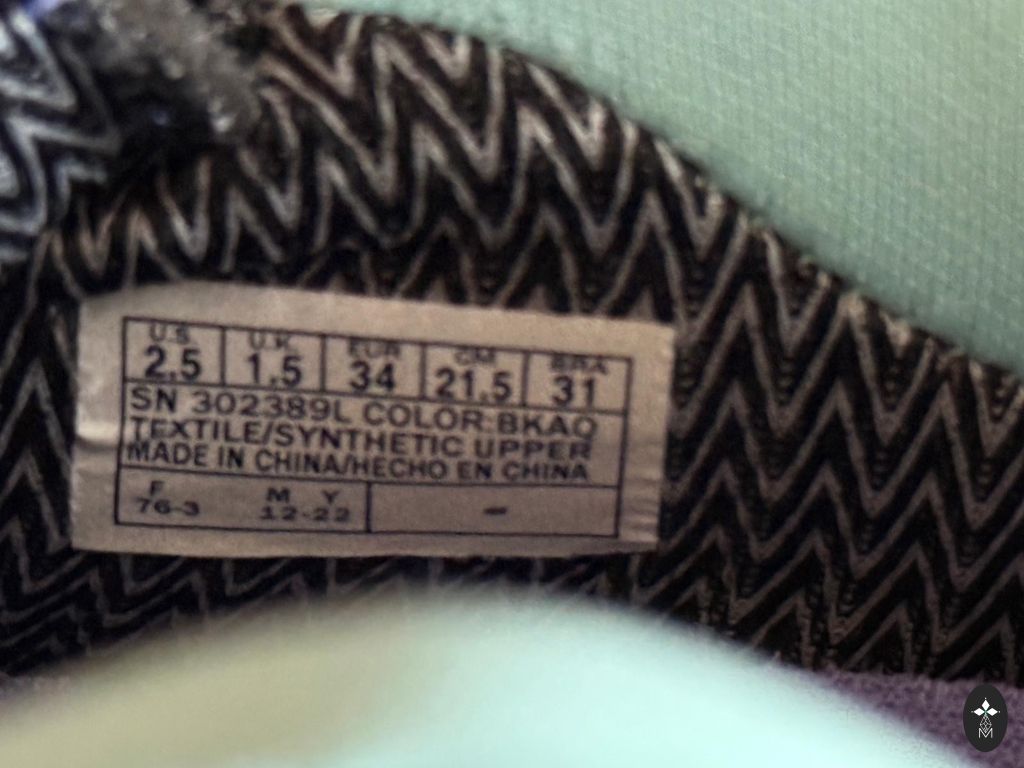 U.S. U.K. EUR CM BRA
2.5 1.5 34 21.5 31
SN 302389L COLOR:BKAQ
TEXTILE/SYNTHETIC UPPER
MADE IN CHINA/HECHO EN CHINA
F M Y
76-3 12-22 -
M